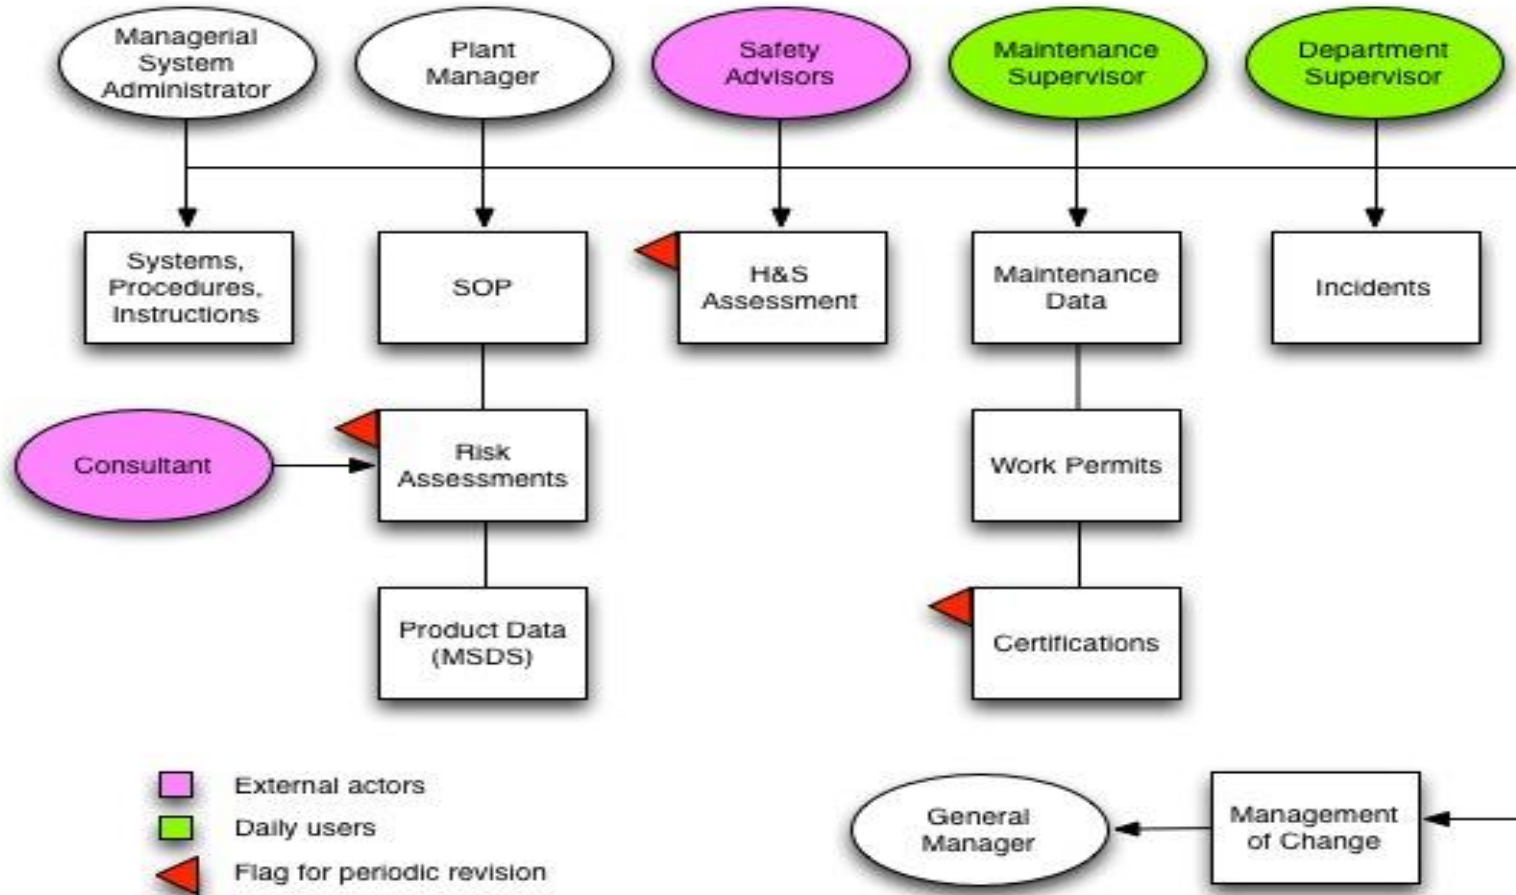 Managerial
System
Administrator
Plant
Manager
Safety
Advisors
Maintenance
Supervisor
Department
Supervisor
Systems,
Procedures,
Instructions
SOP
H&S
Assessment
Maintenance
Data
Incidents
Consultant
Risk
Assessments
Work Permits
Product Data
(MSDS)
Certifications
External actors
Daily users
Flag for periodic revision
General
Manager
Management
of Change